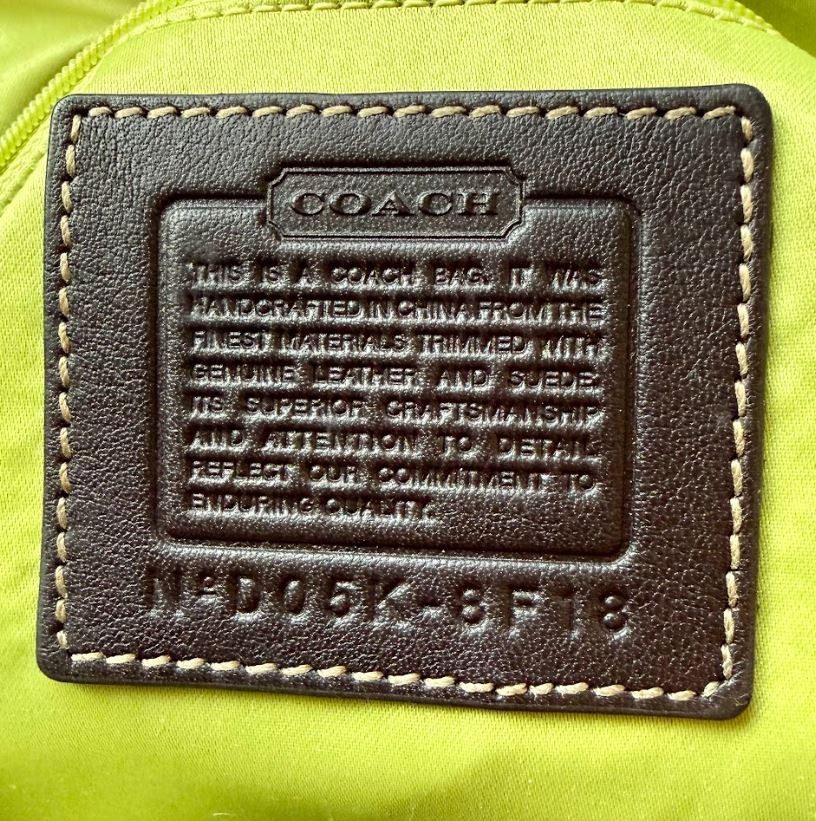 COACH
THIS IS A COACH BAG. IT WAS
HANDCRAFTED IN CHINA FROM THE
FINEST MATERIALS TRIMMED WITH
GENUINE LEATHER AND SUEDE.
ITS SUPERIOR CRAFTSMANSHIP
AND ATTENTION TO DETAIL
REFLECT OUR COMMITMENT TO
ENDURING QUALITY.
Nº D05K-8F18